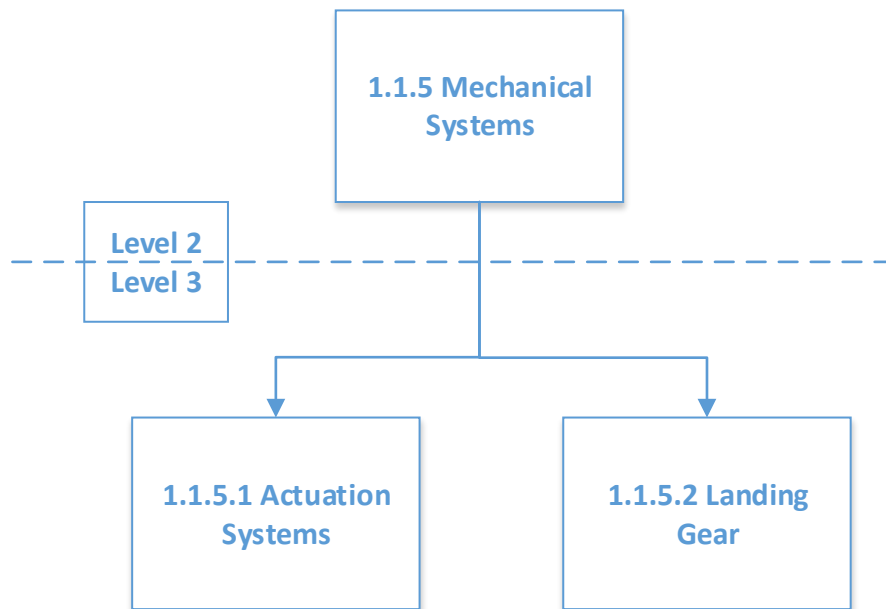 1.1.5 Mechanical
Systems
Level 2
Level 3
1.1.5.1 Actuation
Systems
1.1.5.2 Landing
Gear